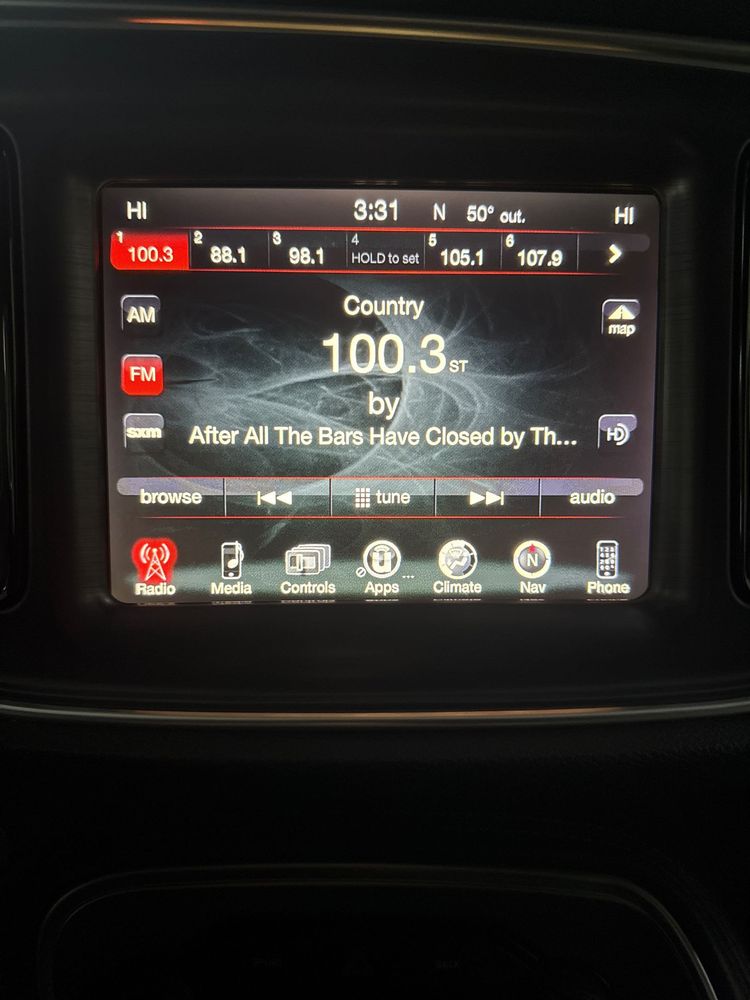 HI 3:31 N 50° out. HI
1 100.3 2 88.1 3 98.1 4 HOLD to set 5 105.1 6 107.9
AM
FM
sxm
Country
100.3 ST
by
After All The Bars Have Closed by Th...
map
HD
browse tune audio
Radio Media Controls Apps ... Climate N Nav Phone